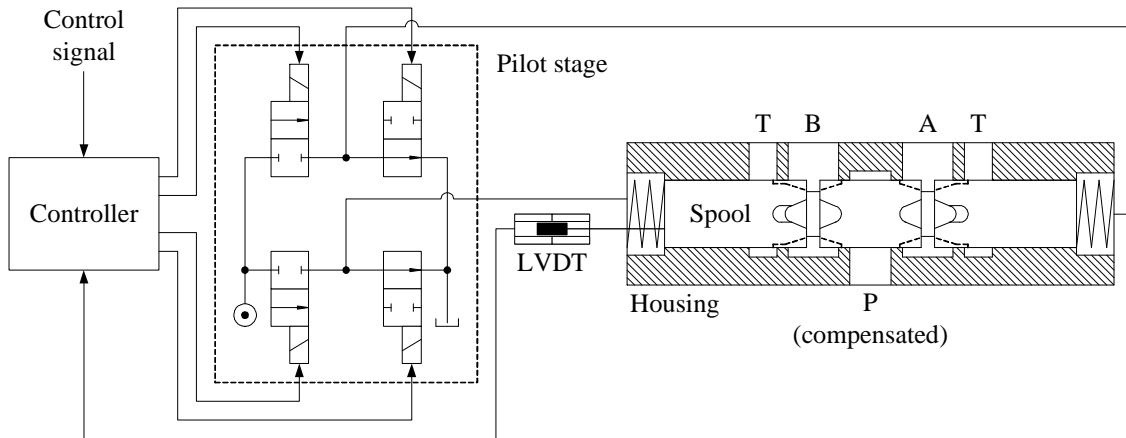 Control
signal
Pilot stage
T
B
A
T
Controller
Spool
LVDT
Housing
P
(compensated)